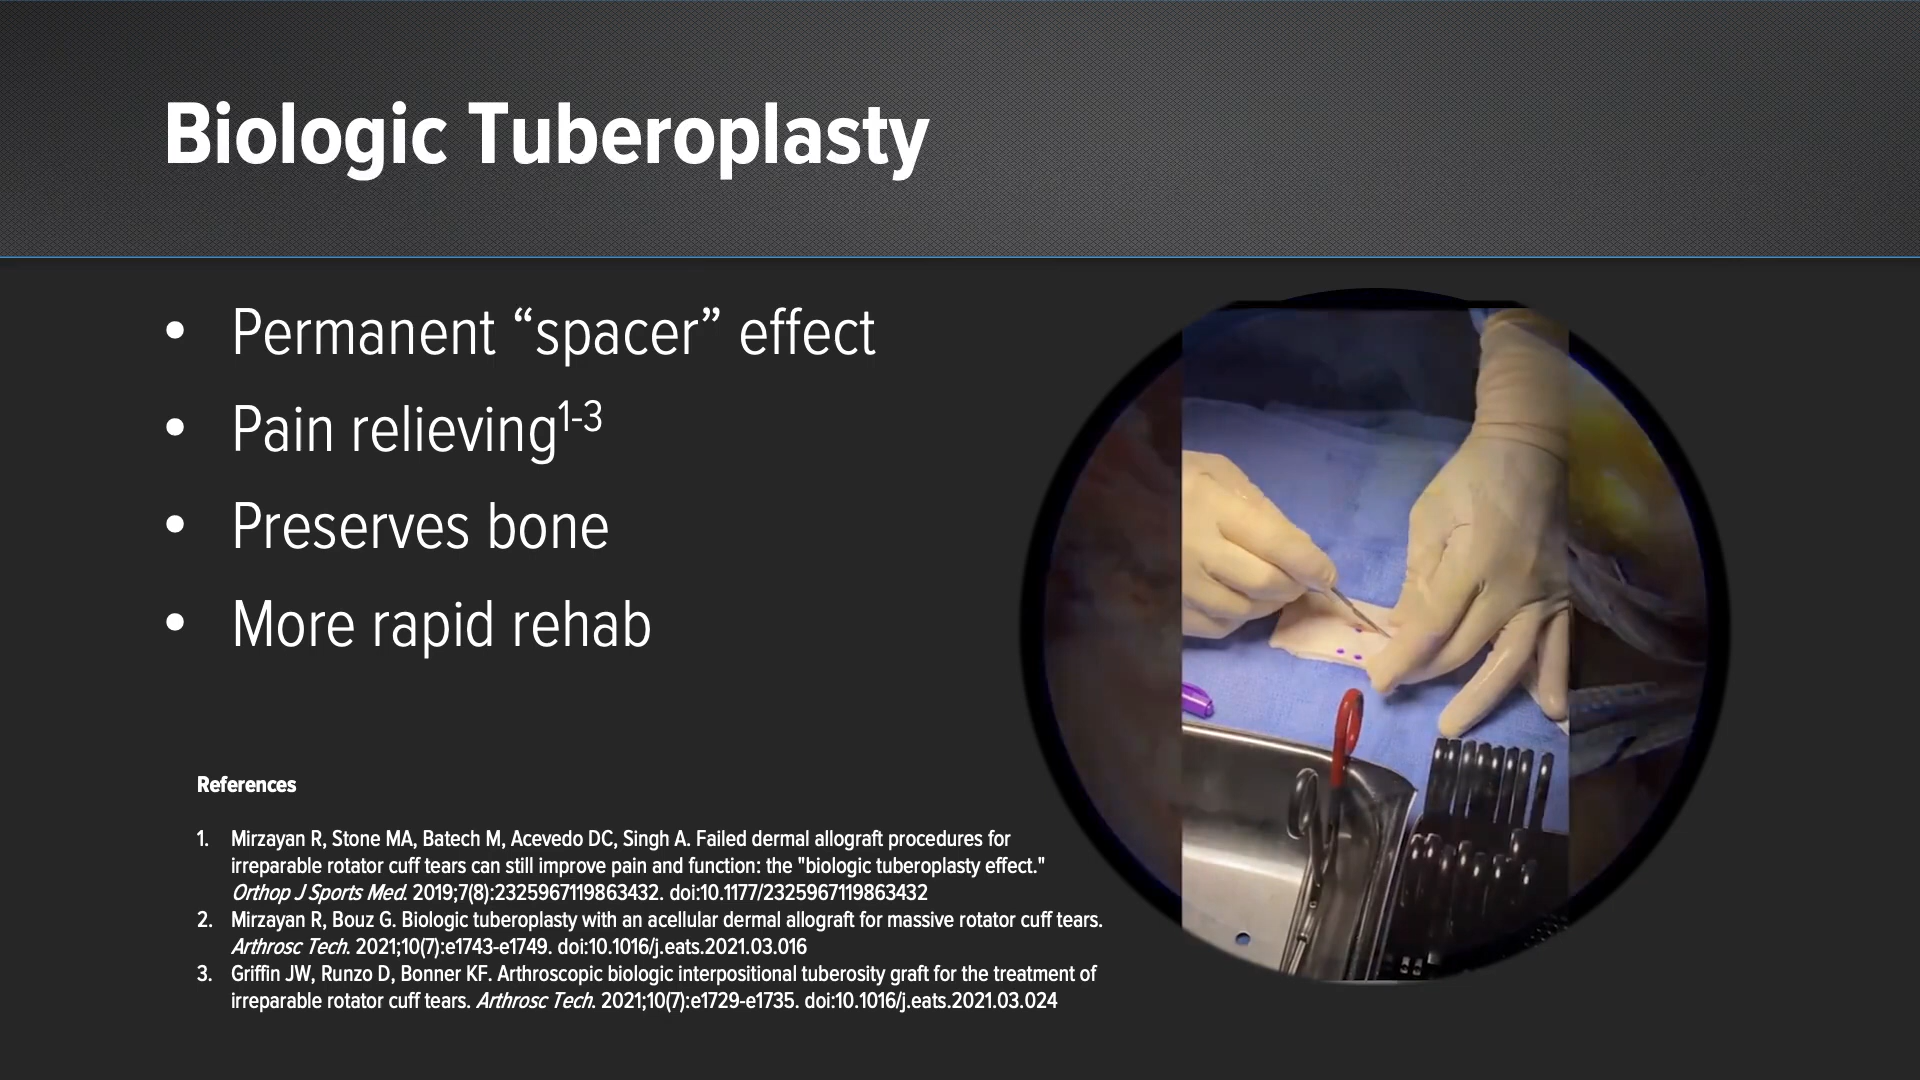 Biologic Tuberoplasty
• Permanent “spacer” effect
• Pain relieving1-3
• Preserves bone
• More rapid rehab
References
1. Mirzayan R, Stone MA, Batech M, Acevedo DC, Singh A. Failed dermal allograft procedures for
irreparable rotator cuff tears can still improve pain and function: the "biologic tuberoplasty effect."
Orthop J Sports Med. 2019;7(8):2325967119863432. doi:10.1177/2325967119863432
2. Mirzayan R, Bouz G. Biologic tuberoplasty with an acellular dermal allograft for massive rotator cuff tears.
Arthrosc Tech. 2021;10(7):e1743-e1749. doi:10.1016/j.eats.2021.03.016
3. Griffin JW, Runzo D, Bonner KF. Arthroscopic biologic interpositional tuberosity graft for the treatment of
irreparable rotator cuff tears. Arthrosc Tech. 2021;10(7):e1729-e1735. doi:10.1016/j.eats.2021.03.024